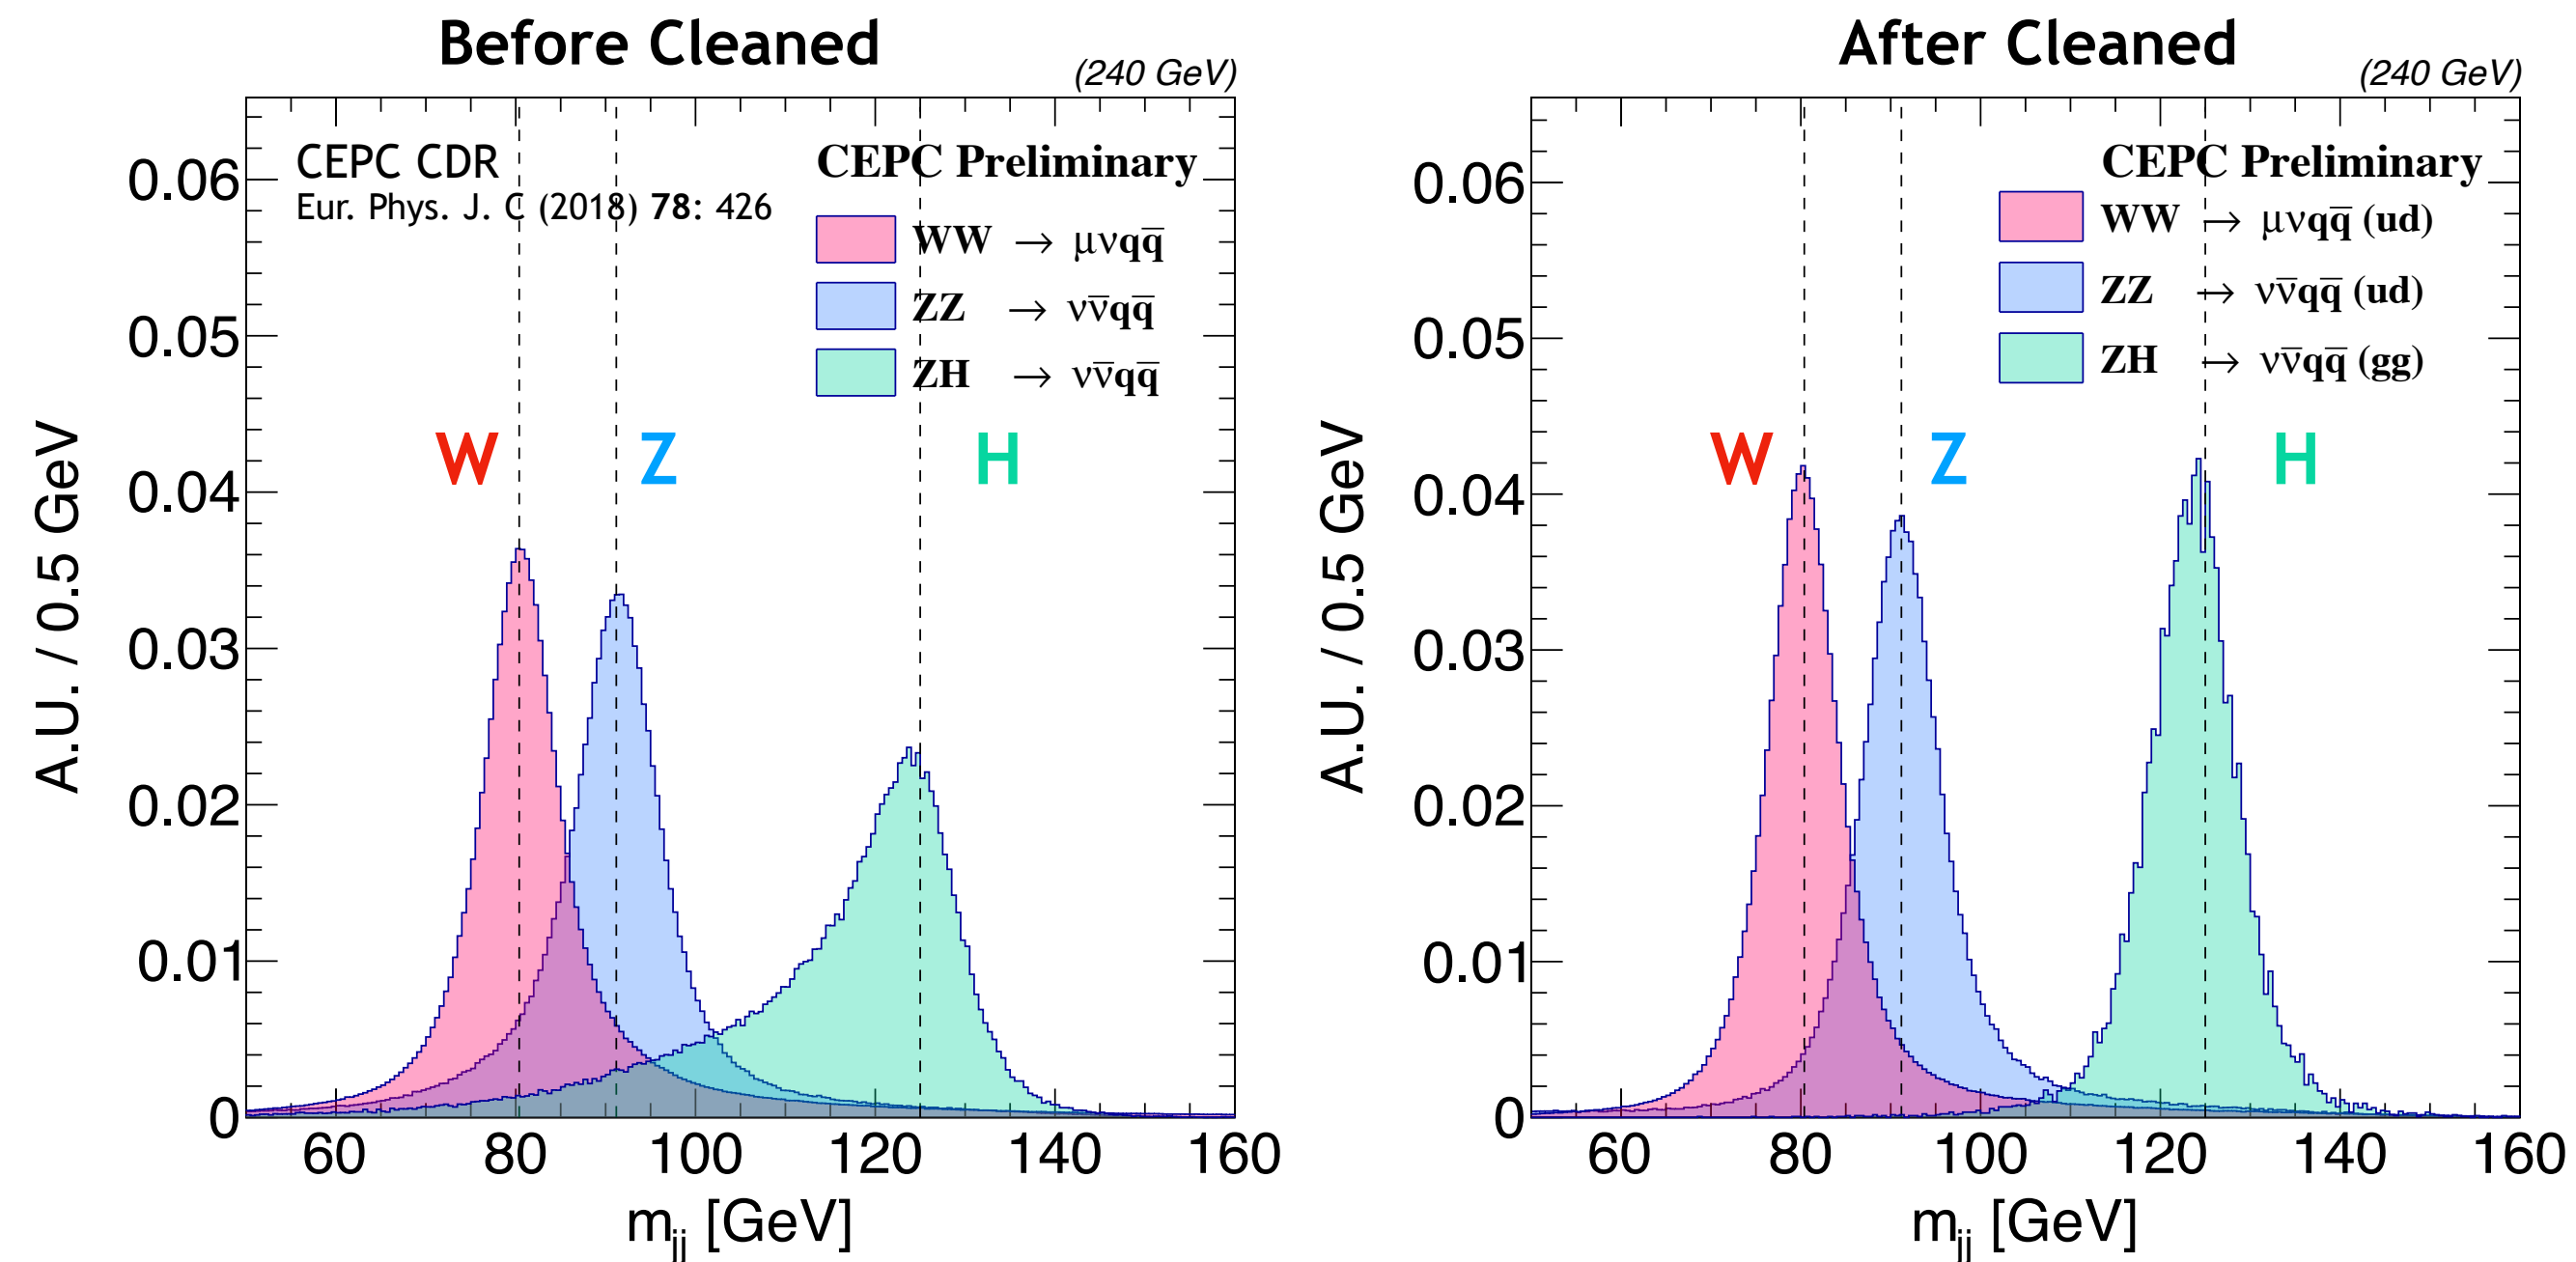 Before Cleaned
(240 GeV)
CEPC CDR
Eur. Phys. J. C (2018) 78: 426
CEPC Preliminary
WW → μνqq̅
ZZ → νν̅qq̅
ZH → νν̅qq̅
W
Z
H
A.U. / 0.5 GeV
0.06
0.05
0.04
0.03
0.02
0.01
0
60 80 100 120 140 160
m_jj [GeV]
After Cleaned
(240 GeV)
CEPC Preliminary
WW → μνqq̅ (ud)
ZZ → νν̅qq̅ (ud)
ZH → νν̅qq̅ (gg)
W
Z
H
A.U. / 0.5 GeV
0.06
0.05
0.04
0.03
0.02
0.01
0
60 80 100 120 140 160
m_jj [GeV]